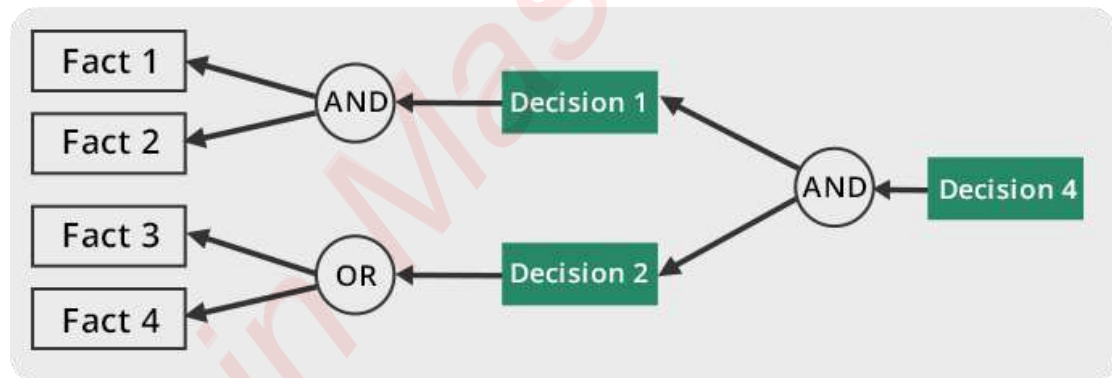 Fact 1
Fact 2
AND
Decision 1
Fact 3
Fact 4
OR
Decision 2
AND
Decision 4